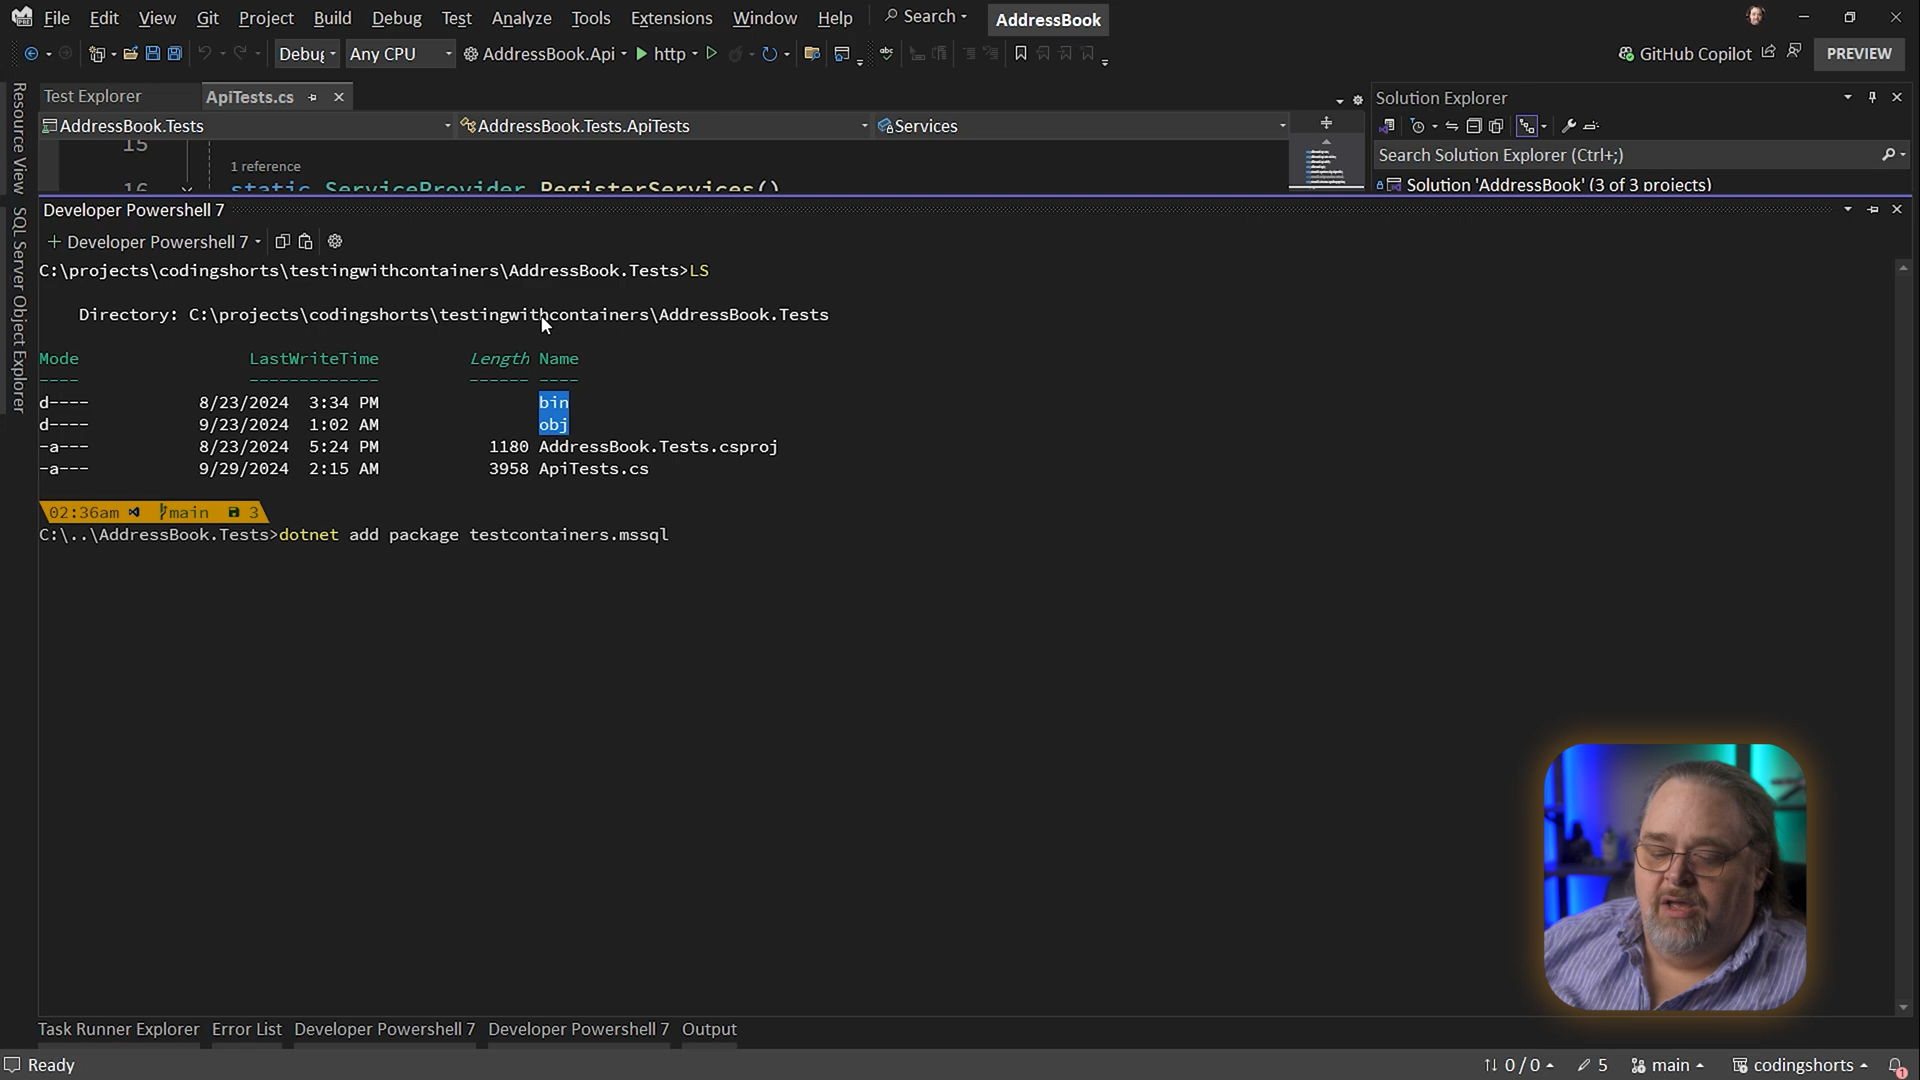 File Edit View Git Project Build Debug Test Analyze Tools Extensions Window Help Search AddressBook
Debug Any CPU AddressBook.Api http GitHub Copilot PREVIEW
Resource View
SQL Server Object Explorer
Test Explorer ApiTests.cs
AddressBook.Tests AddressBook.Tests.ApiTests Services
15
1 reference
16 static ServiceProvider RegisterServices()
Solution Explorer
Search Solution Explorer (Ctrl+;)
Solution 'AddressBook' (3 of 3 projects)
Developer Powershell 7
+ Developer Powershell 7
C:\projects\codingshorts\testingwithcontainers\AddressBook.Tests>LS
Directory: C:\projects\codingshorts\testingwithcontainers\AddressBook.Tests
Mode LastWriteTime Length Name
---- ------------- ------ ----
d---- 8/23/2024 3:34 PM bin
d---- 9/23/2024 1:02 AM obj
-a--- 8/23/2024 5:24 PM 1180 AddressBook.Tests.csproj
-a--- 9/29/2024 2:15 AM 3958 ApiTests.cs
02:36am main 3
C:\..\AddressBook.Tests>dotnet add package testcontainers.mssql
Task Runner Explorer Error List Developer Powershell 7 Developer Powershell 7 Output
Ready 0 / 0 5 main codingshorts 1